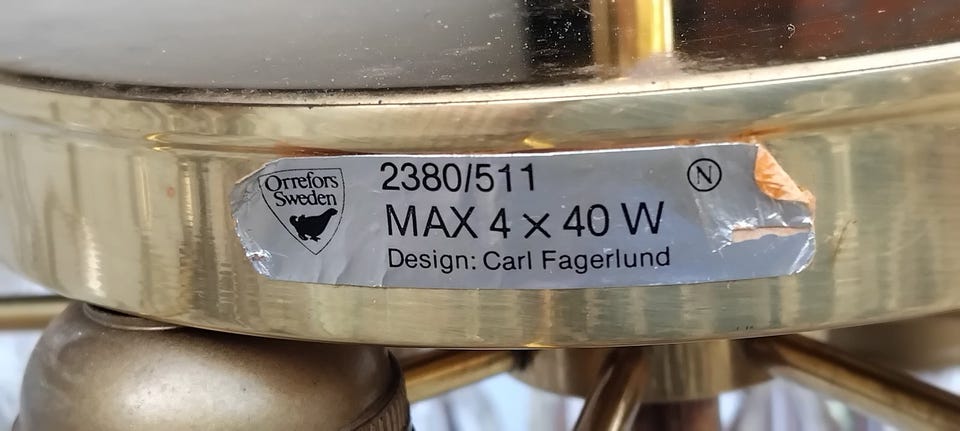 Orrefors
Sweden
2380/511
N
MAX 4 x 40 W
Design: Carl Fagerlund